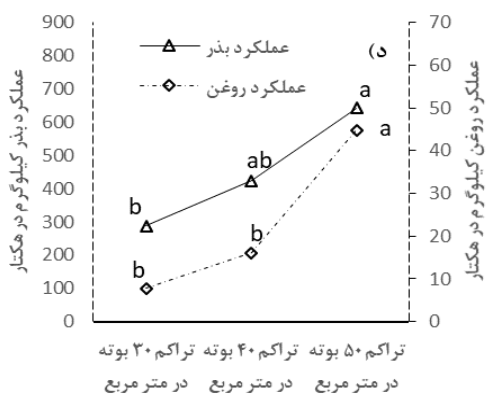 عملکرد بذر کیلوگرم در هکتار
900
800
700
600
500
400
300
200
100
0
عملکرد بذر
عملکرد روغن
د)
b
ab
a
b
b
a
70
60
50
40
30
20
10
0
عملکرد روغن کیلوگرم در هکتار
تراکم ۳۰ بوته
در متر مربع
تراکم ۴۰ بوته
در متر مربع
تراکم ۵۰ بوته
در متر مربع